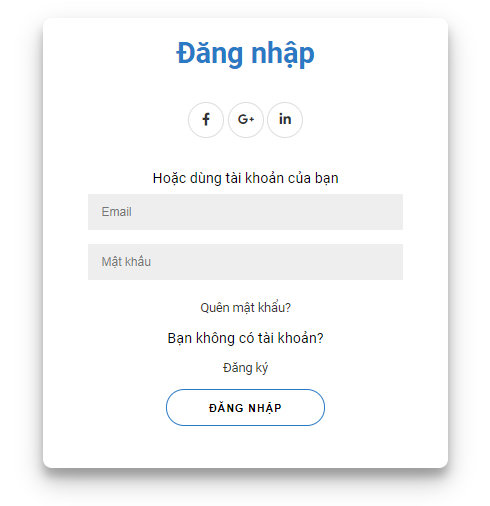 Đăng nhập
f G+ in
Hoặc dùng tài khoản của bạn
Email
Mật khẩu
Quên mật khẩu?
Bạn không có tài khoản?
Đăng ký
ĐĂNG NHẬP